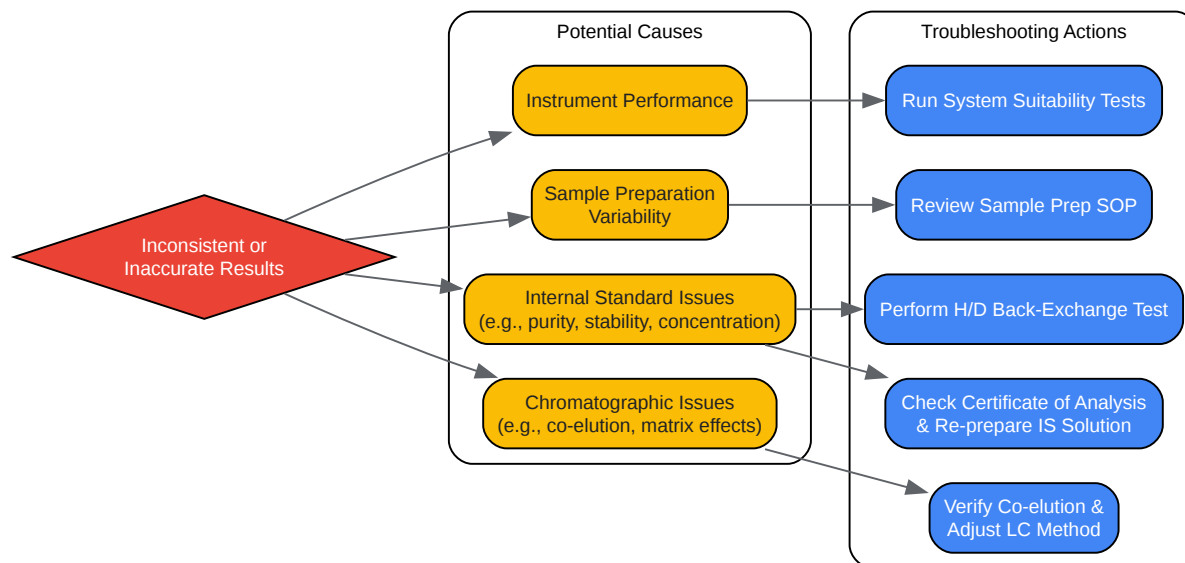 Potential Causes
Troubleshooting Actions
Instrument Performance
Run System Suitability Tests
Sample Preparation
Variability
Review Sample Prep SOP
Inconsistent or
Inaccurate Results
Internal Standard Issues
(e.g., purity, stability, concentration)
Perform H/D Back-Exchange Test
Chromatographic Issues
(e.g., co-elution, matrix effects)
Check Certificate of Analysis
& Re-prepare IS Solution
Verify Co-elution &
Adjust LC Method